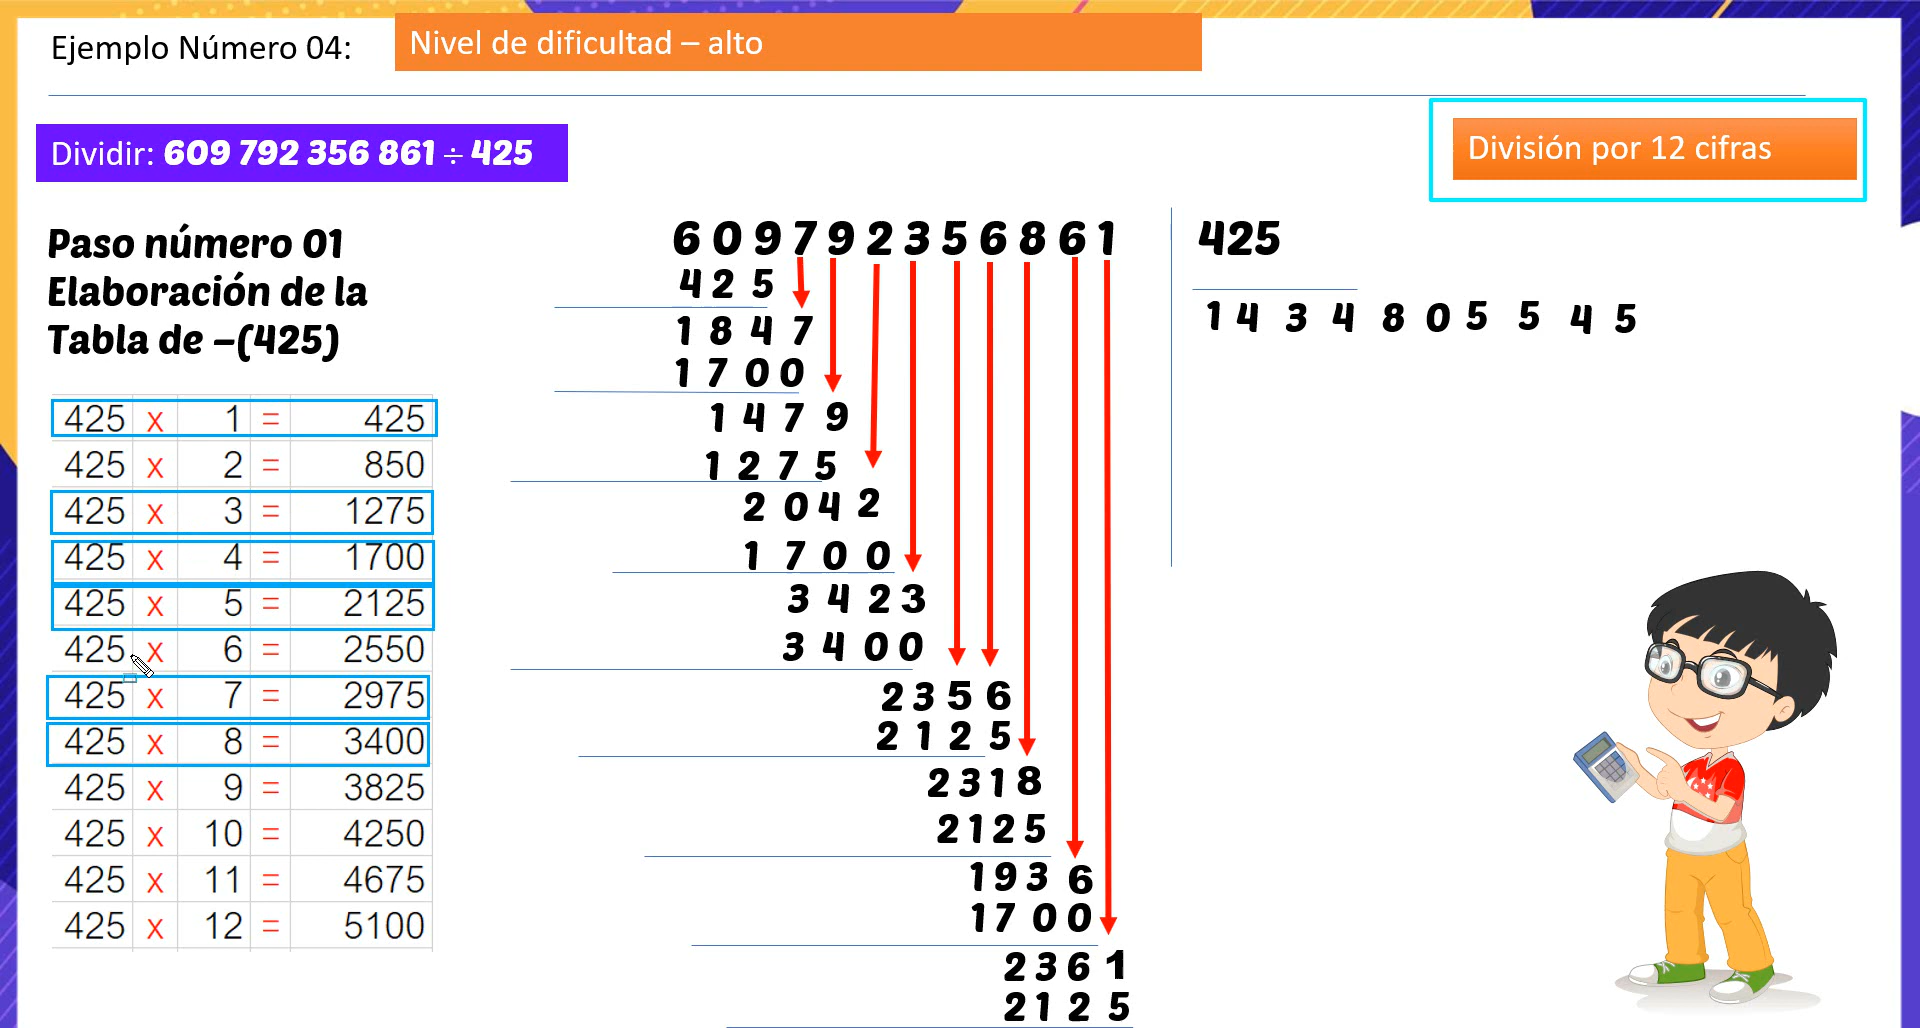 Ejemplo Número 04:
Nivel de dificultad – alto
Dividir: 609 792 356 861 ÷ 425
División por 12 cifras
Paso número 01
Elaboración de la
Tabla de –(425)
425 x 1 = 425
425 x 2 = 850
425 x 3 = 1275
425 x 4 = 1700
425 x 5 = 2125
425 x 6 = 2550
425 x 7 = 2975
425 x 8 = 3400
425 x 9 = 3825
425 x 10 = 4250
425 x 11 = 4675
425 x 12 = 5100
6 0 9 7 9 2 3 5 6 8 6 1
4 2 5
1 8 4 7
1 7 0 0
1 4 7 9
1 2 7 5
2 0 4 2
1 7 0 0
3 4 2 3
3 4 0 0
2 3 5 6
2 1 2 5
2 3 1 8
2 1 2 5
1 9 3 6
1 7 0 0
2 3 6 1
2 1 2 5
425
1 4 3 4 8 0 5 5 4 5